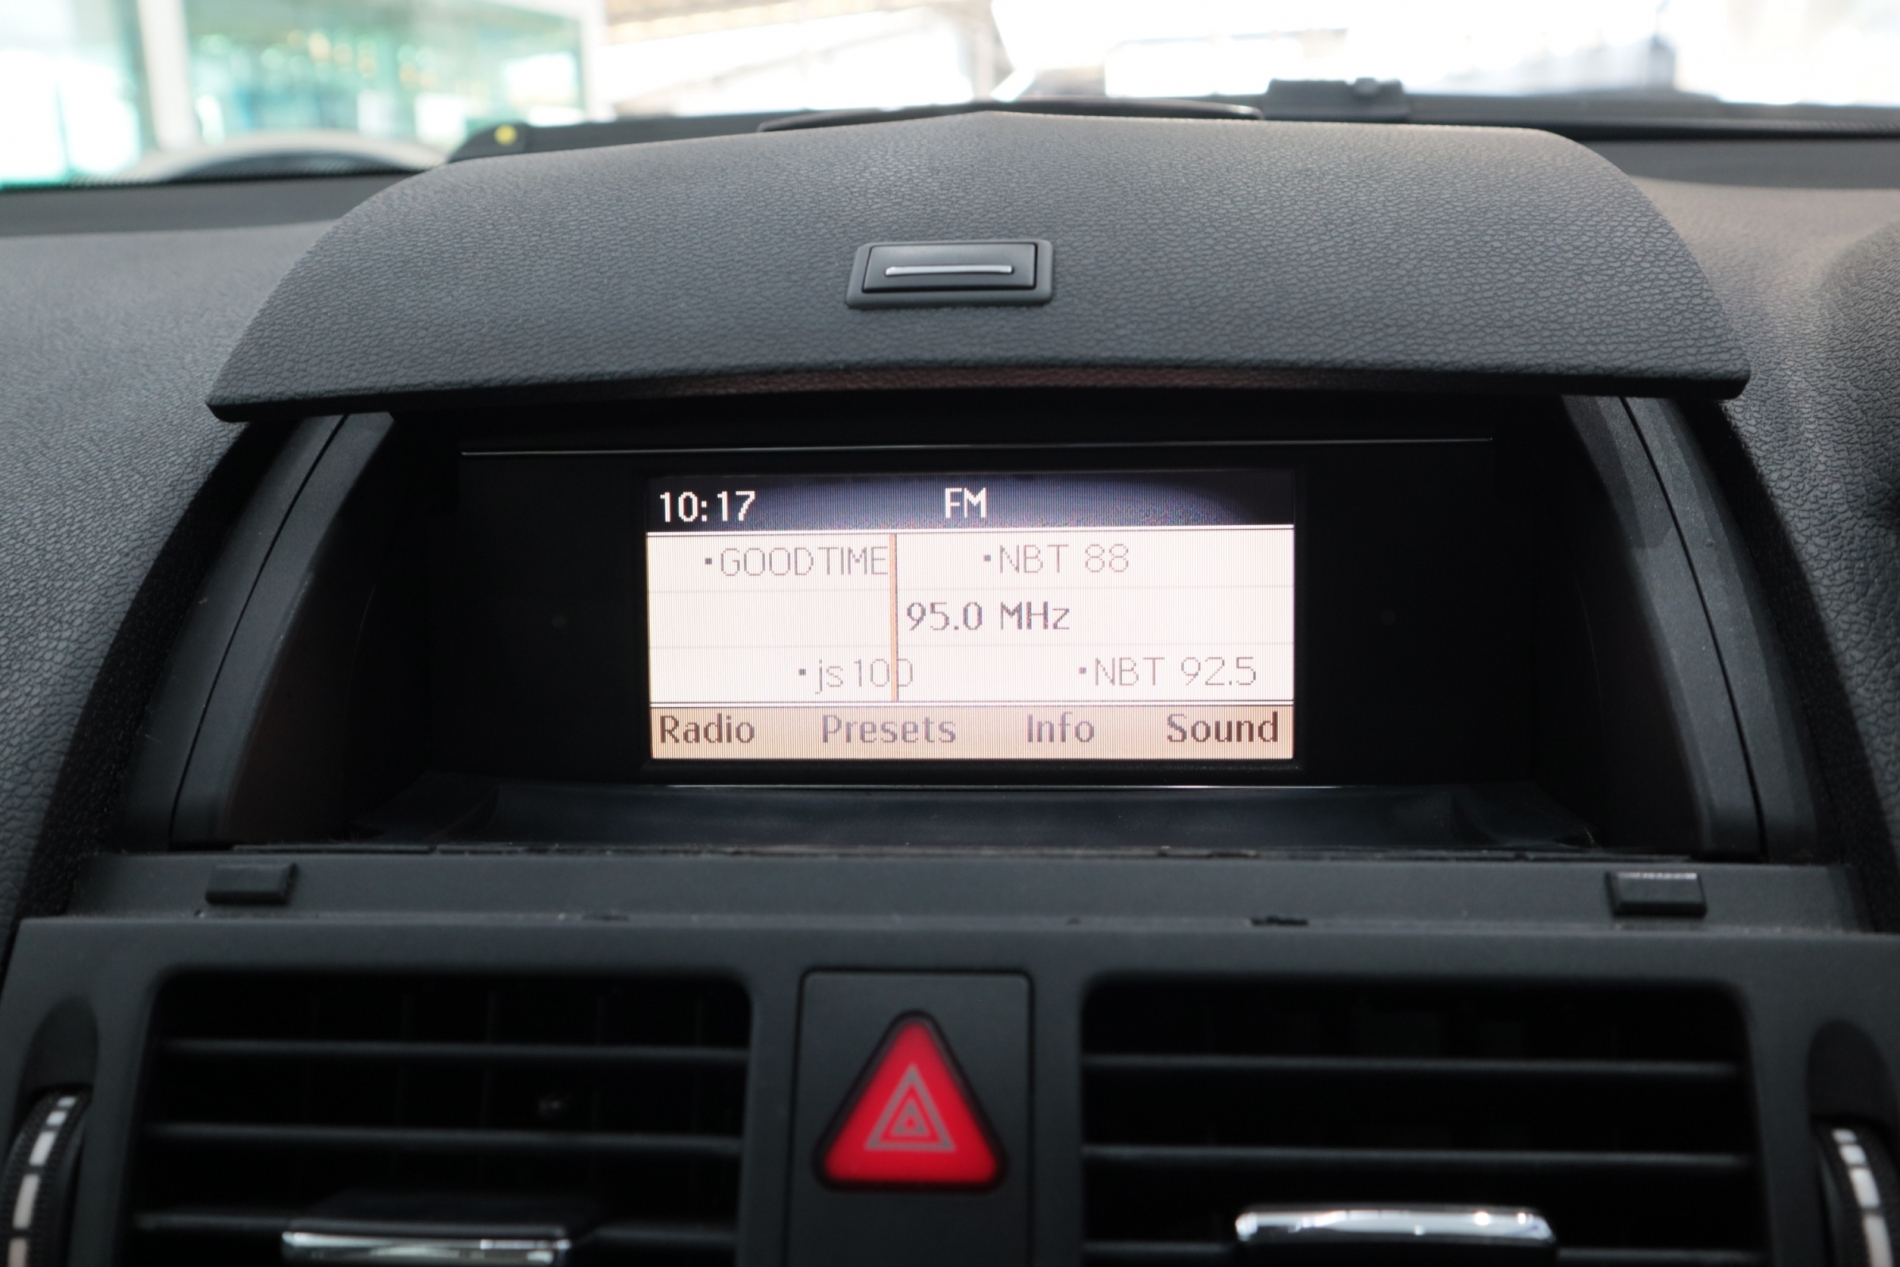 10:17 FM
▪GOODTIME ▪NBT 88
95.0 MHz
▪js100 ▪NBT 92.5
Radio Presets Info Sound